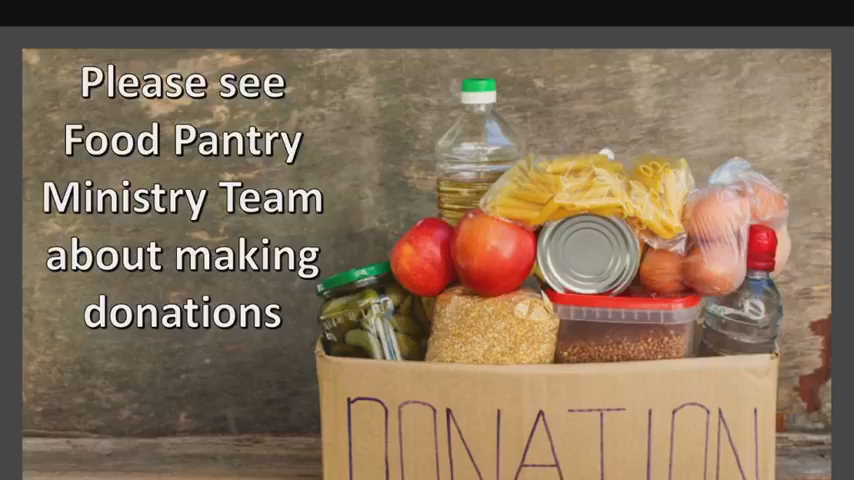 Please see
Food Pantry
Ministry Team
about making
donations
DONATION